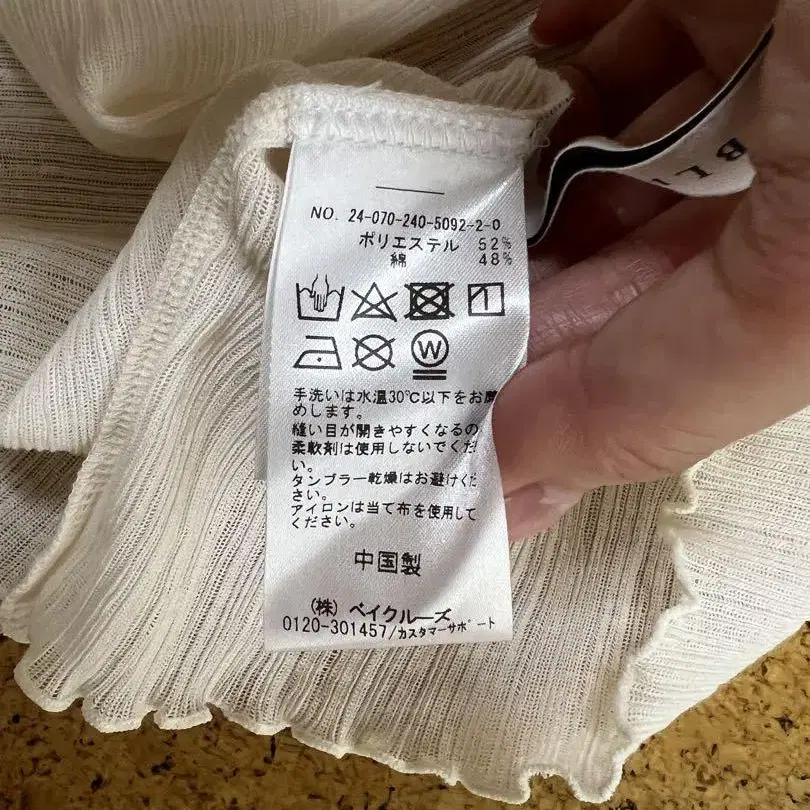 BLI
NO. 24-070-240-5092-2-0
ポリエステル 52%
綿 48%
W
手洗いは水温30℃以下をお
めします。
縫い目が開きやすくなるの
柔軟剤は使用しないでくだ
い。
タンブラー乾燥はお避けくだ
さい。
アイロンは当て布を使用して
ください。
中国製
(株) ベイクルーズ
0120-301457/カスタマーサポート